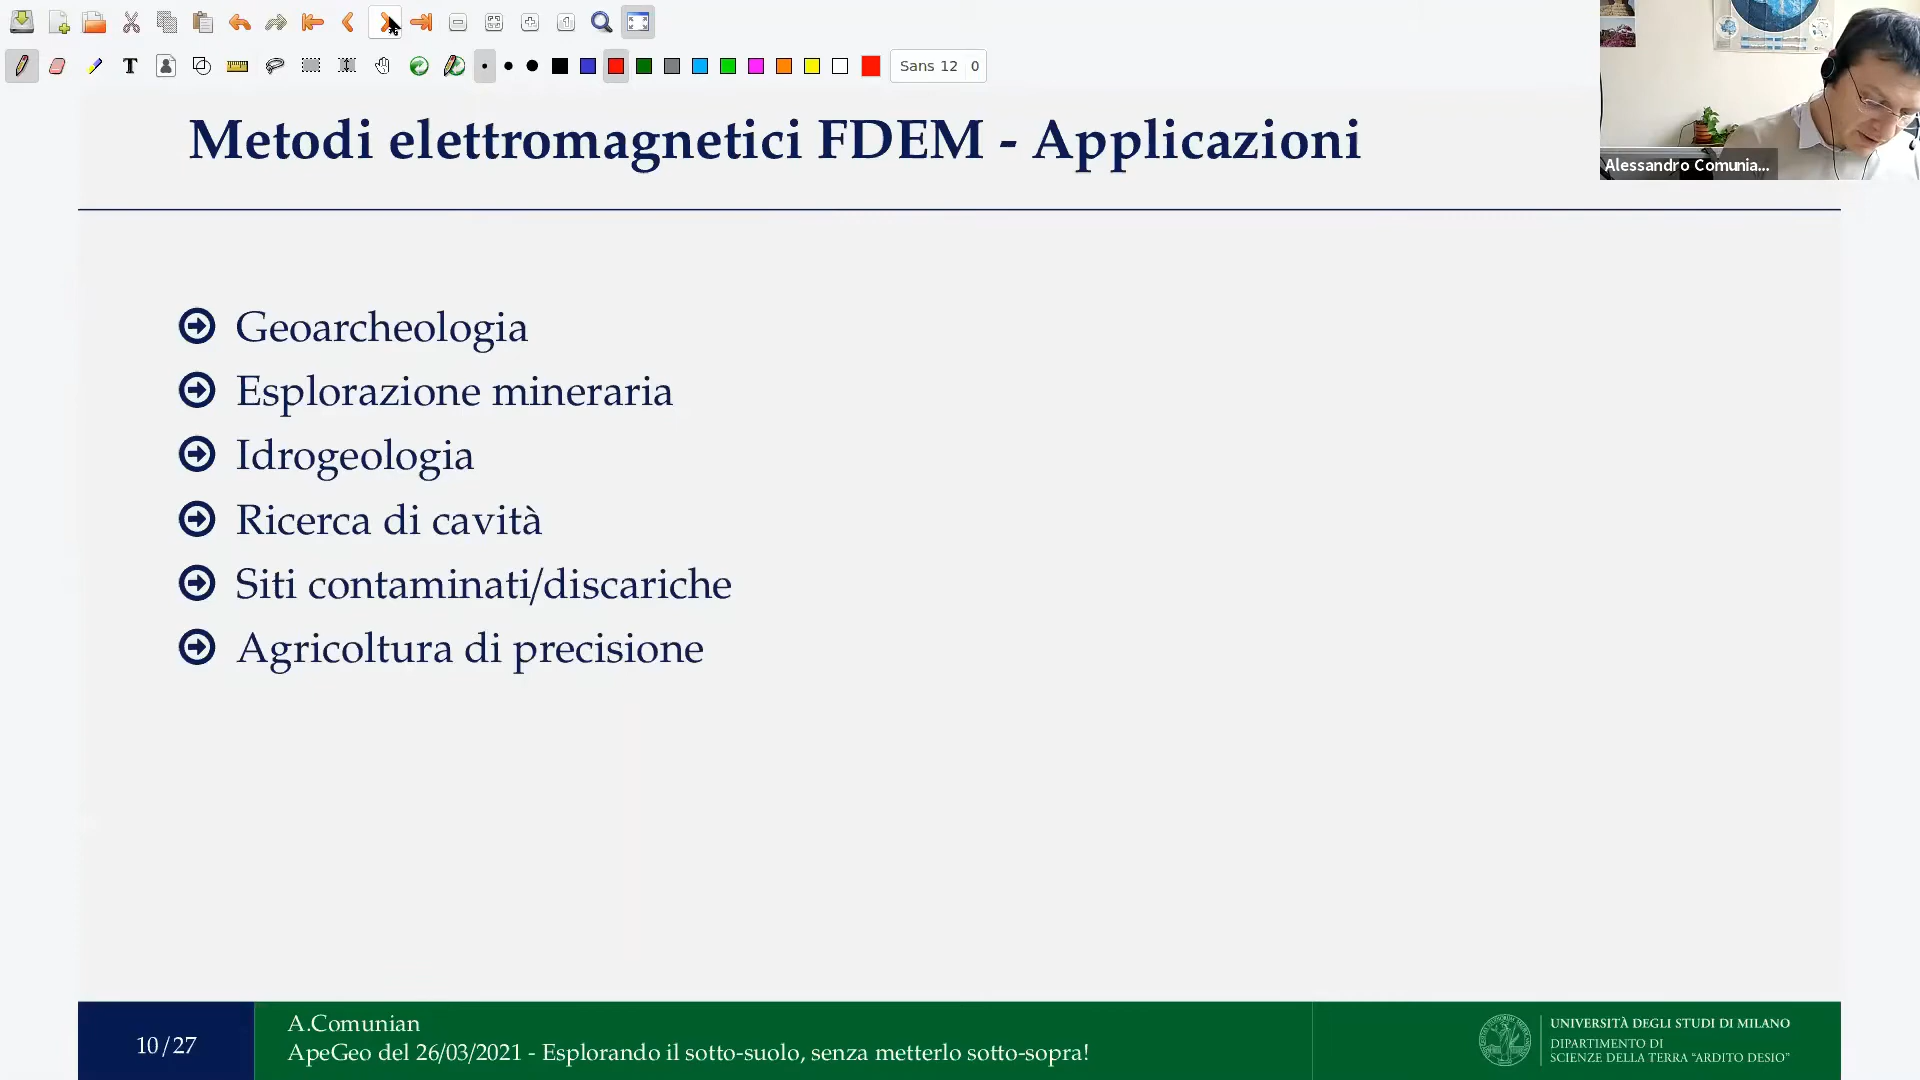 T
Sans 12 0
Metodi elettromagnetici FDEM - Applicazioni
Alessandro Comunia...
Geoarcheologia
Esplorazione mineraria
Idrogeologia
Ricerca di cavità
Siti contaminati/discariche
Agricoltura di precisione
10/27
A.Comunian
ApeGeo del 26/03/2021 - Esplorando il sotto-suolo, senza metterlo sotto-sopra!
UNIVERSITÀ DEGLI STUDI DI MILANO
DIPARTIMENTO DI
SCIENZE DELLA TERRA "ARDITO DESIO"